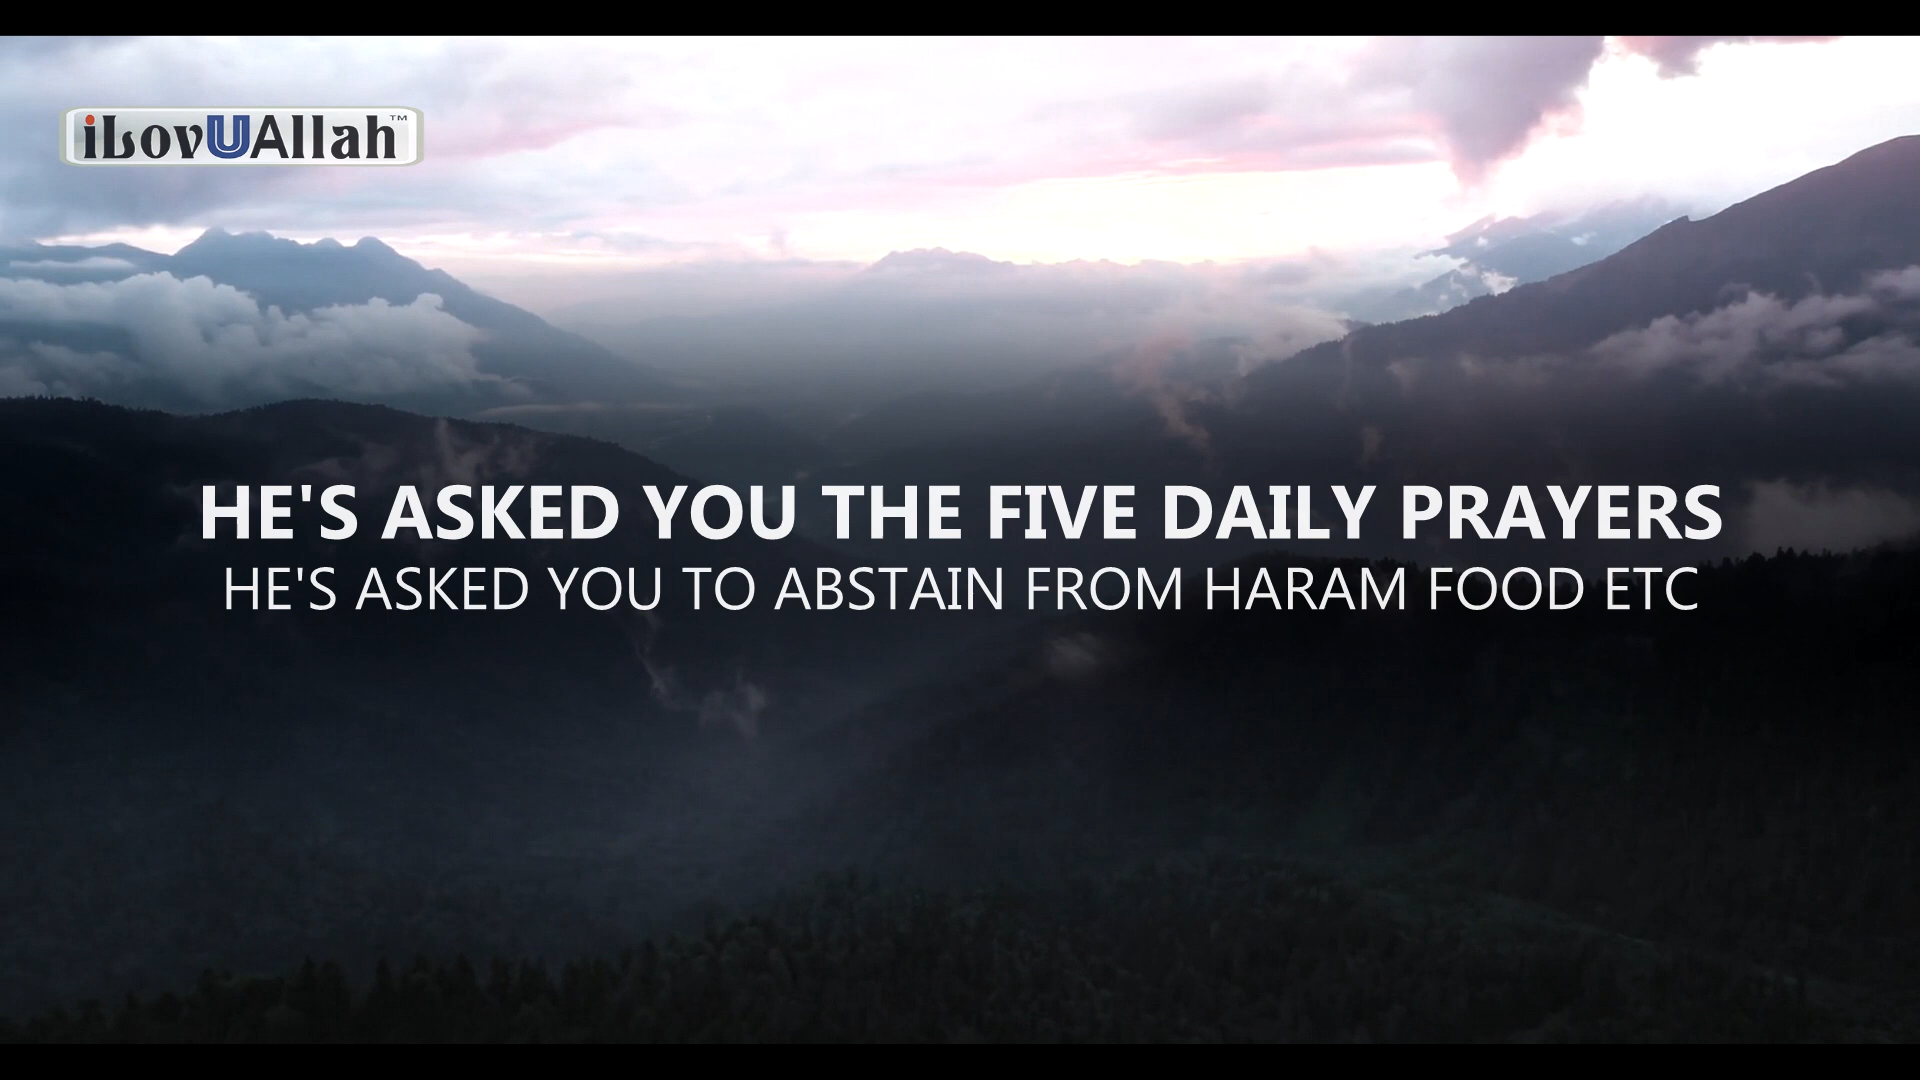 iLovUAllah™
HE'S ASKED YOU THE FIVE DAILY PRAYERS
HE'S ASKED YOU TO ABSTAIN FROM HARAM FOOD ETC